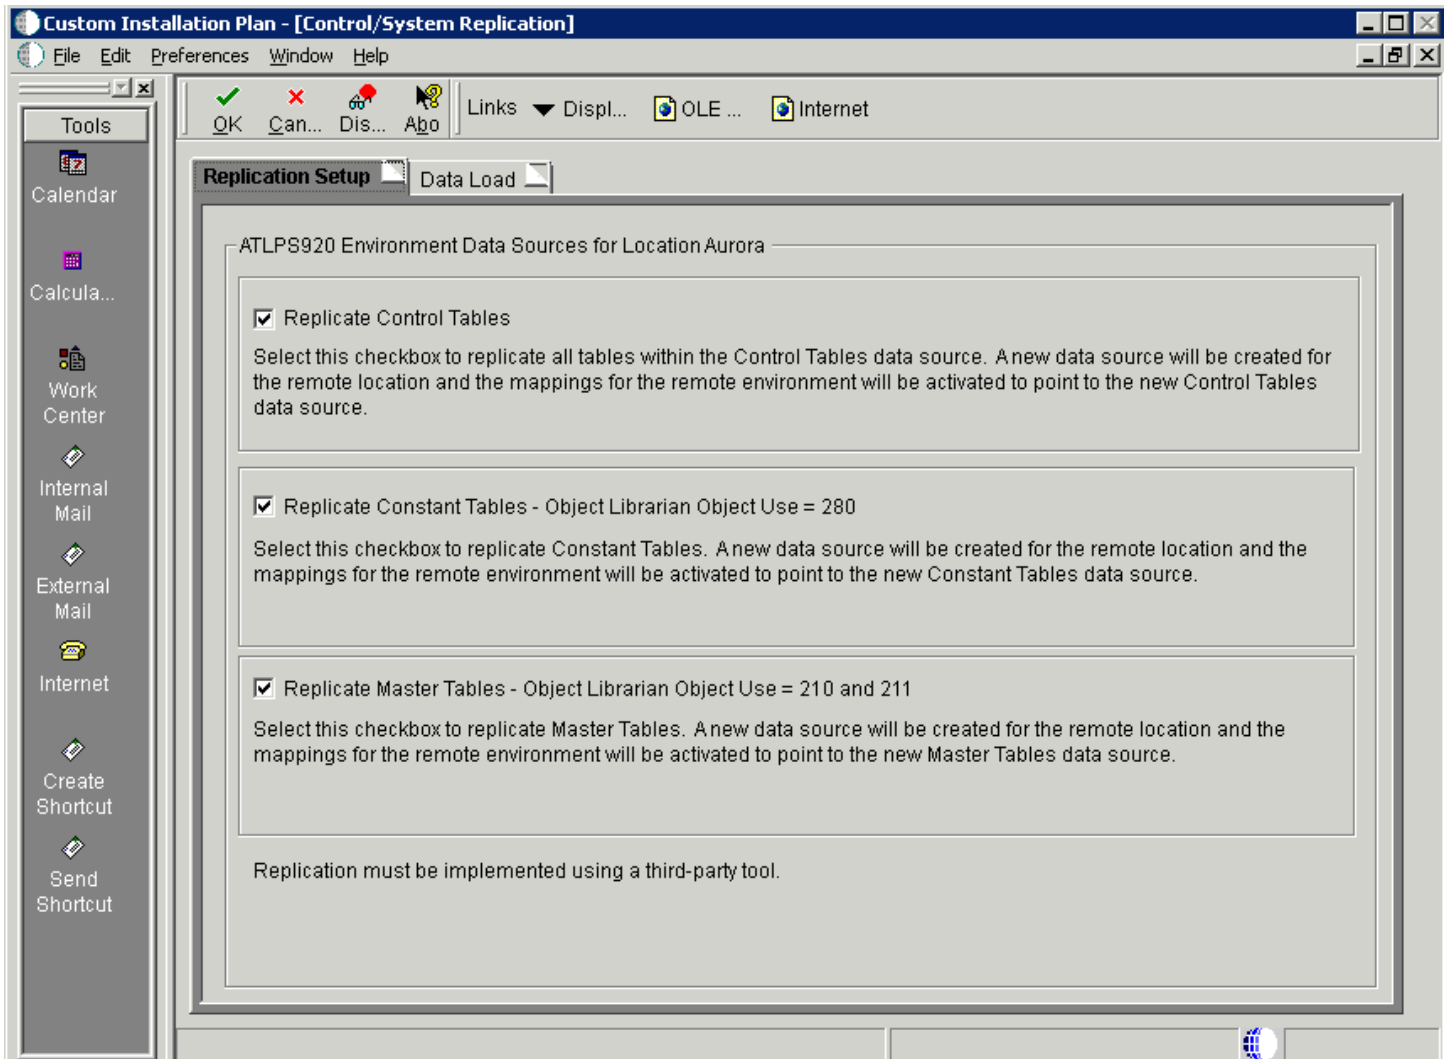 Custom Installation Plan - [Control/System Replication]
File Edit Preferences Window Help
Tools
Calendar
Calcula...
Work
Center
Internal
Mail
External
Mail
Internet
Create
Shortcut
Send
Shortcut
OK Can... Dis... Abo Links Displ... OLE ... Internet
Replication Setup Data Load
ATLPS920 Environment Data Sources for Location Aurora
Replicate Control Tables
Select this checkbox to replicate all tables within the Control Tables data source. A new data source will be created for
the remote location and the mappings for the remote environment will be activated to point to the new Control Tables
data source.
Replicate Constant Tables - Object Librarian Object Use = 280
Select this checkbox to replicate Constant Tables. A new data source will be created for the remote location and the
mappings for the remote environment will be activated to point to the new Constant Tables data source.
Replicate Master Tables - Object Librarian Object Use = 210 and 211
Select this checkbox to replicate Master Tables. A new data source will be created for the remote location and the
mappings for the remote environment will be activated to point to the new Master Tables data source.
Replication must be implemented using a third-party tool.